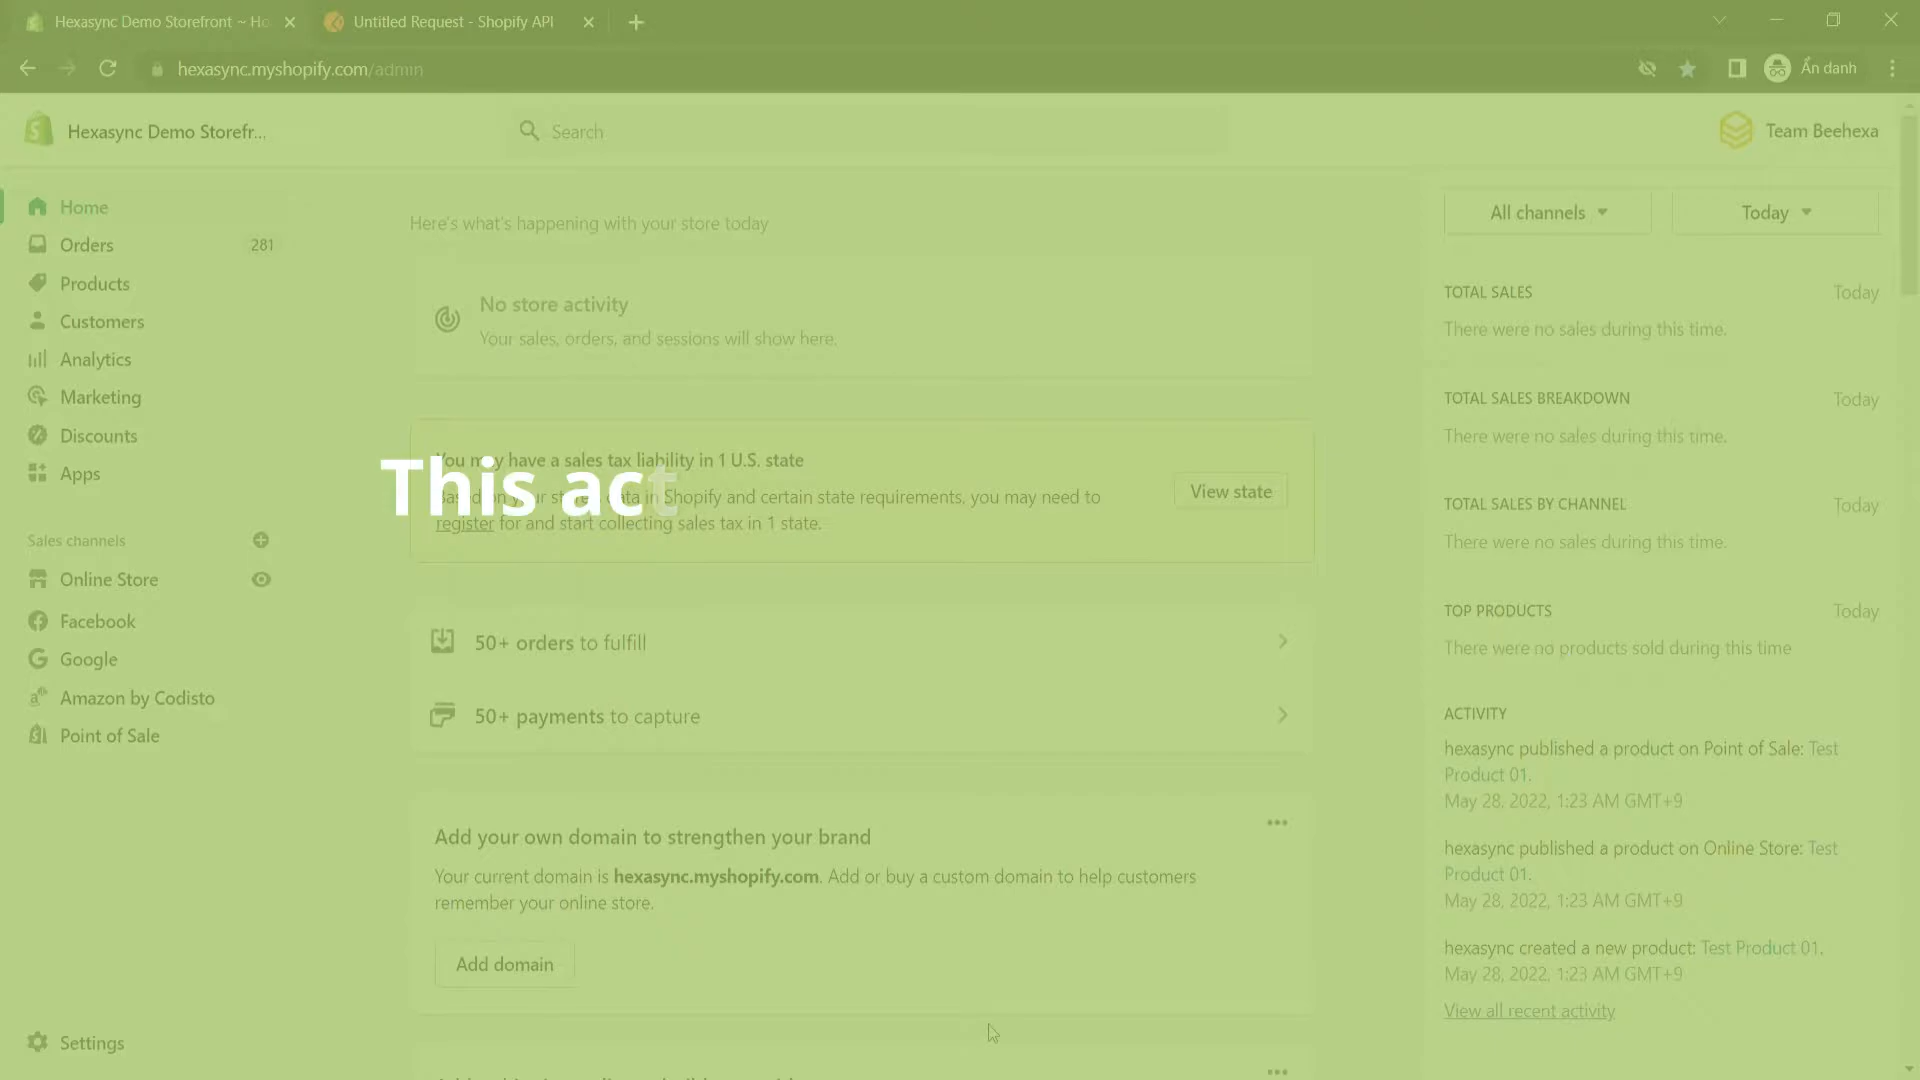 Hexasync Demo Storefront ~ Ho
Untitled Request - Shopify API
hexasync.myshopify.com/admin
Ẩn danh
Hexasync Demo Storefr...
Search
Team Beehexa
Home
Orders
281
Products
Customers
Analytics
Marketing
Discounts
Apps
Sales channels
Online Store
Facebook
Google
Amazon by Codisto
Point of Sale
Settings
Here's what's happening with your store today
No store activity
Your sales, orders, and sessions will show here.
This act
You may have a sales tax liability in 1 U.S. state
Based on your store's data in Shopify and certain state requirements, you may need to
register for and start collecting sales tax in 1 state.
View state
50+ orders to fulfill
50+ payments to capture
Add your own domain to strengthen your brand
Your current domain is hexasync.myshopify.com. Add or buy a custom domain to help customers
remember your online store.
Add domain
All channels
Today
TOTAL SALES
Today
There were no sales during this time.
TOTAL SALES BREAKDOWN
Today
There were no sales during this time.
TOTAL SALES BY CHANNEL
Today
There were no sales during this time.
TOP PRODUCTS
Today
There were no products sold during this time
ACTIVITY
hexasync published a product on Point of Sale: Test
Product 01.
May 28, 2022, 1:23 AM GMT+9
hexasync published a product on Online Store: Test
Product 01.
May 28, 2022, 1:23 AM GMT+9
hexasync created a new product: Test Product 01.
May 28, 2022, 1:23 AM GMT+9
View all recent activity